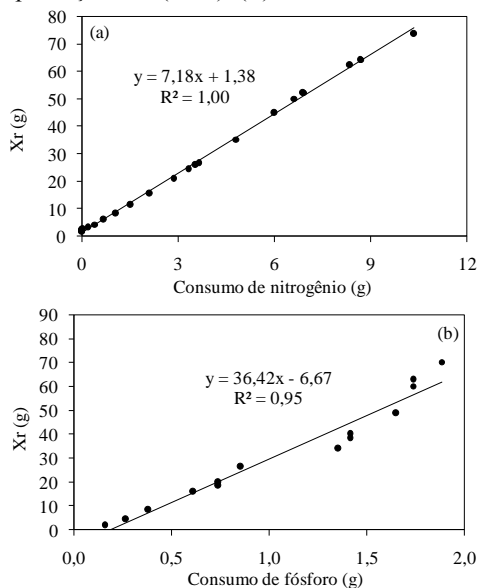 80
70
60
50
40
30
20
10
0
(a)
y = 7,18x + 1,38
R² = 1,00
Xr (g)
0
3
6
9
12
Consumo de nitrogênio (g)
90
80
70
60
50
40
30
20
10
0
(b)
y = 36,42x - 6,67
R² = 0,95
Xr (g)
0,0
0,5
1,0
1,5
2,0
Consumo de fósforo (g)